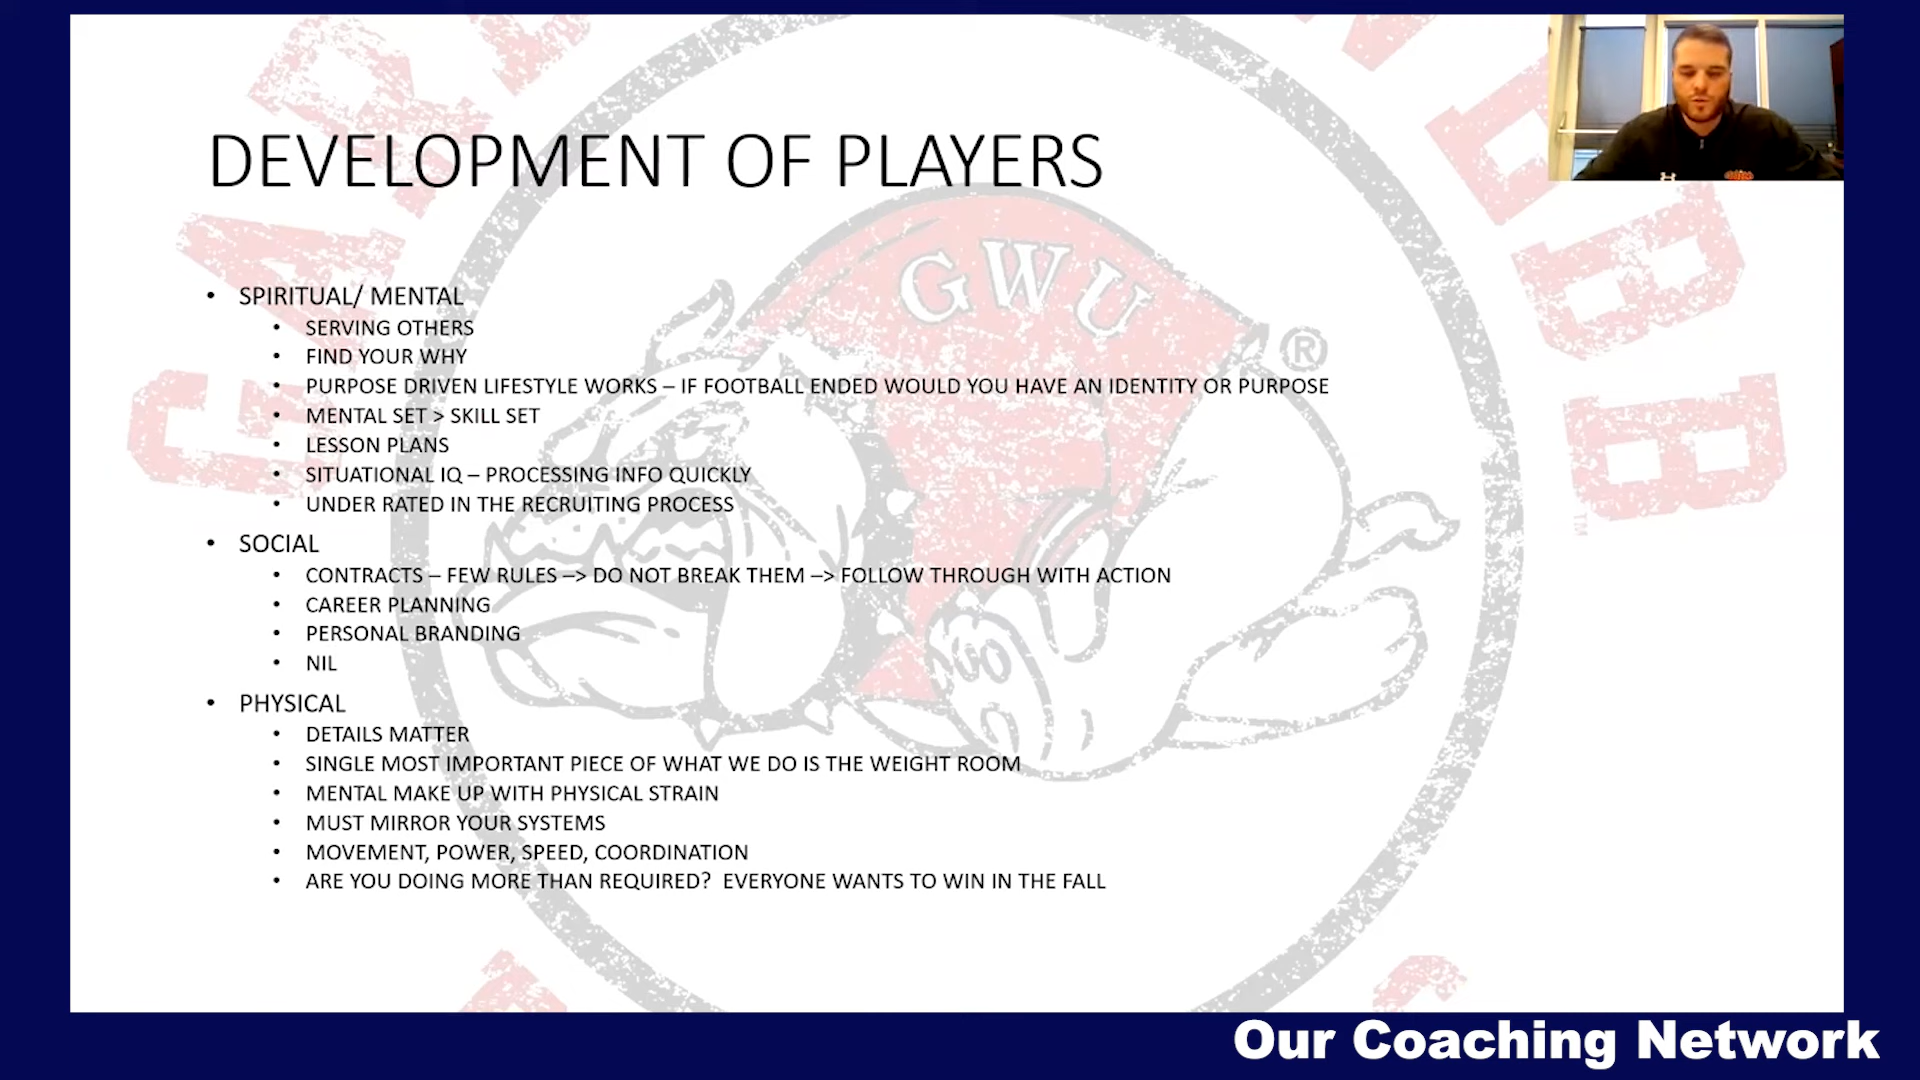 DEVELOPMENT OF PLAYERS
GWU
®
• SPIRITUAL/ MENTAL
• SERVING OTHERS
• FIND YOUR WHY
• PURPOSE DRIVEN LIFESTYLE WORKS – IF FOOTBALL ENDED WOULD YOU HAVE AN IDENTITY OR PURPOSE
• MENTAL SET > SKILL SET
• LESSON PLANS
• SITUATIONAL IQ – PROCESSING INFO QUICKLY
• UNDER RATED IN THE RECRUITING PROCESS
• SOCIAL
• CONTRACTS – FEW RULES –> DO NOT BREAK THEM –> FOLLOW THROUGH WITH ACTION
• CAREER PLANNING
• PERSONAL BRANDING
• NIL
• PHYSICAL
• DETAILS MATTER
• SINGLE MOST IMPORTANT PIECE OF WHAT WE DO IS THE WEIGHT ROOM
• MENTAL MAKE UP WITH PHYSICAL STRAIN
• MUST MIRROR YOUR SYSTEMS
• MOVEMENT, POWER, SPEED, COORDINATION
• ARE YOU DOING MORE THAN REQUIRED? EVERYONE WANTS TO WIN IN THE FALL
Our Coaching Network